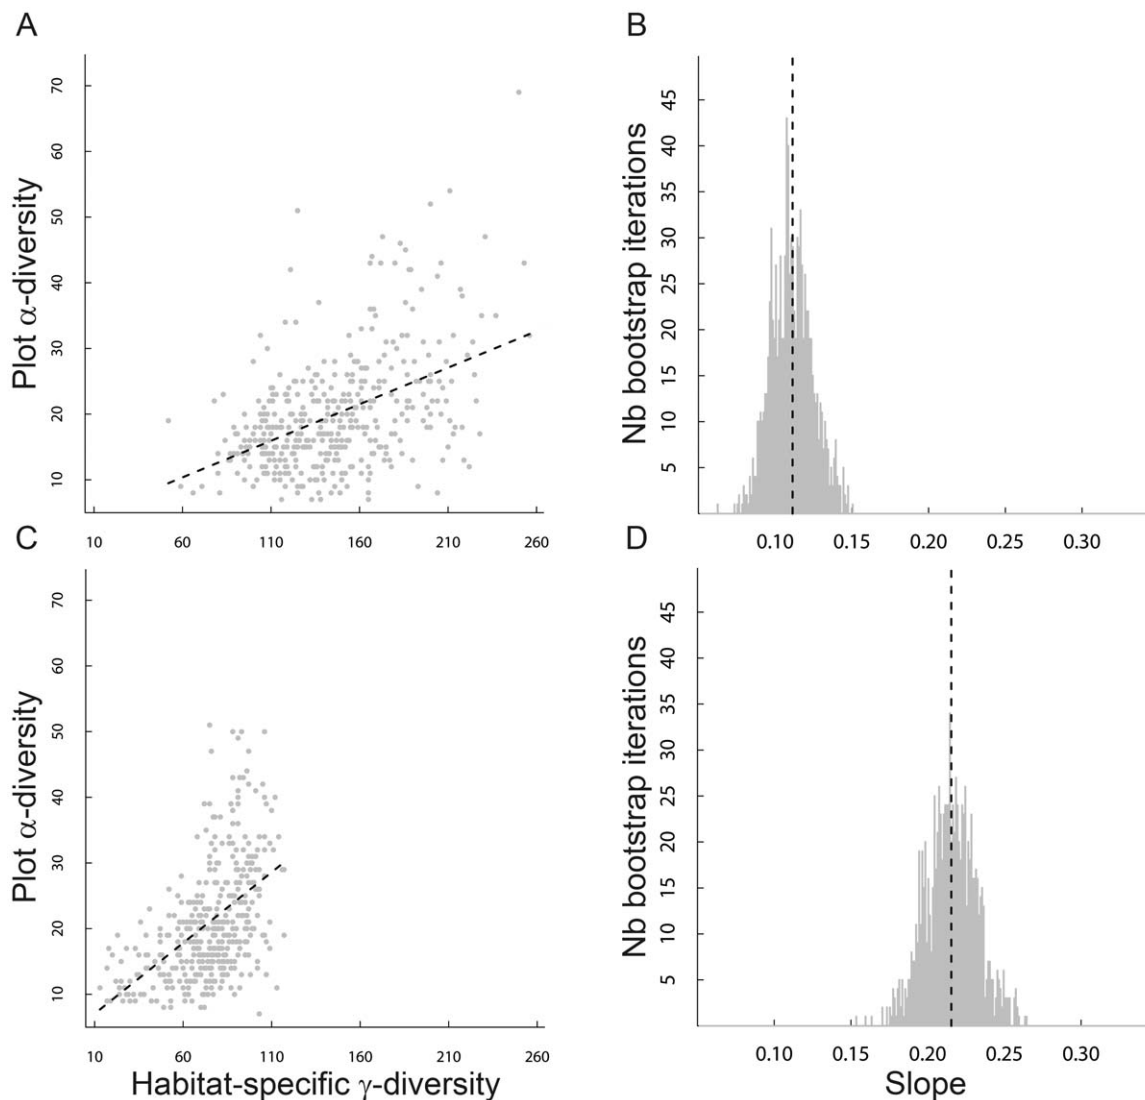 A
B
Plot α-diversity
70
60
50
40
30
20
10
10 60 110 160 210 260
Nb bootstrap iterations
45
40
35
30
25
20
15
10
5
0.10 0.15 0.20 0.25 0.30
C
D
Plot α-diversity
70
60
50
40
30
20
10
10 60 110 160 210 260
Habitat-specific γ-diversity
Nb bootstrap iterations
45
40
35
30
25
20
15
10
5
0.10 0.15 0.20 0.25 0.30
Slope